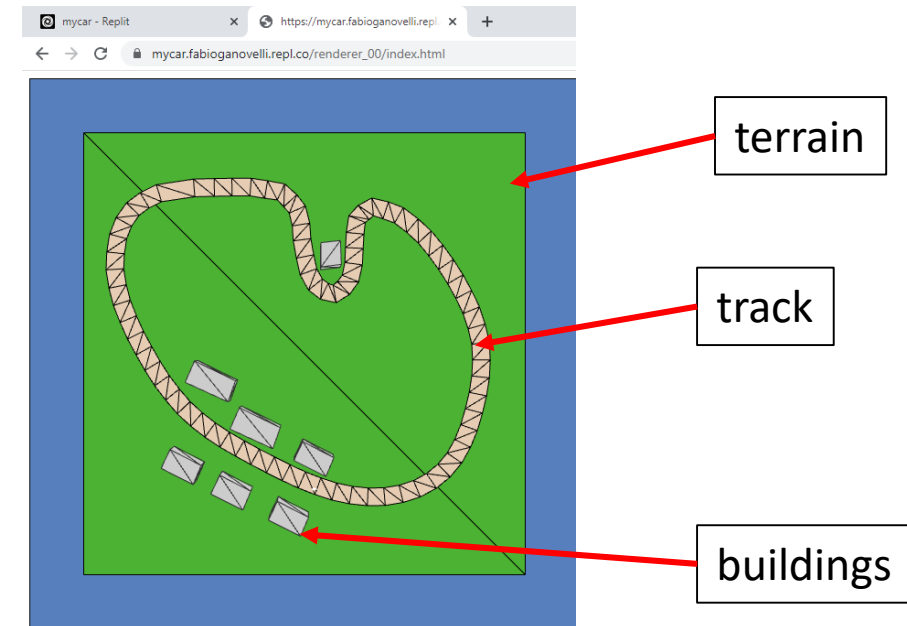 mycar - Replit
https://mycar.fabioganovelli.repl.
mycar.fabioganovelli.repl.co/renderer_00/index.html
terrain
track
buildings